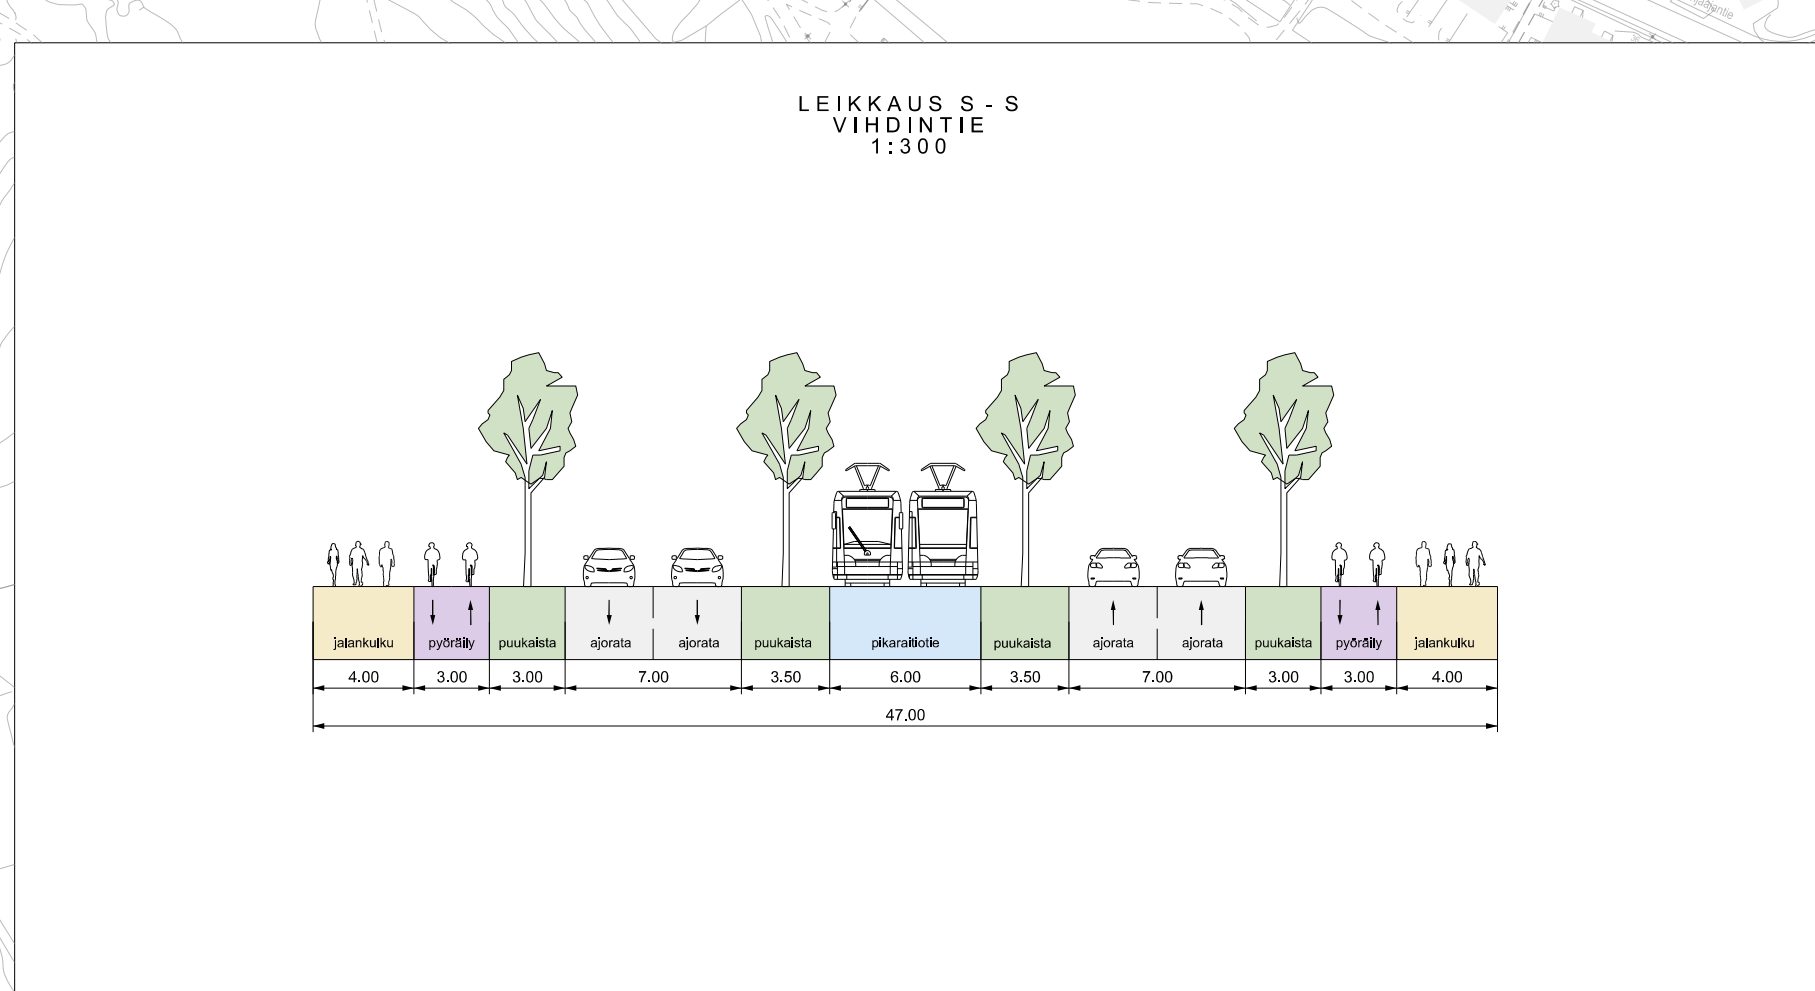 LEIKKAUS S - S
VIHDINTIE
1:300
jalankulku pyöräily puukaista ajorata ajorata puukaista pikaraitiotie puukaista ajorata ajorata puukaista pyöräily jalankulku
4.00 3.00 3.00 7.00 3.50 6.00 3.50 7.00 3.00 3.00 4.00
47.00